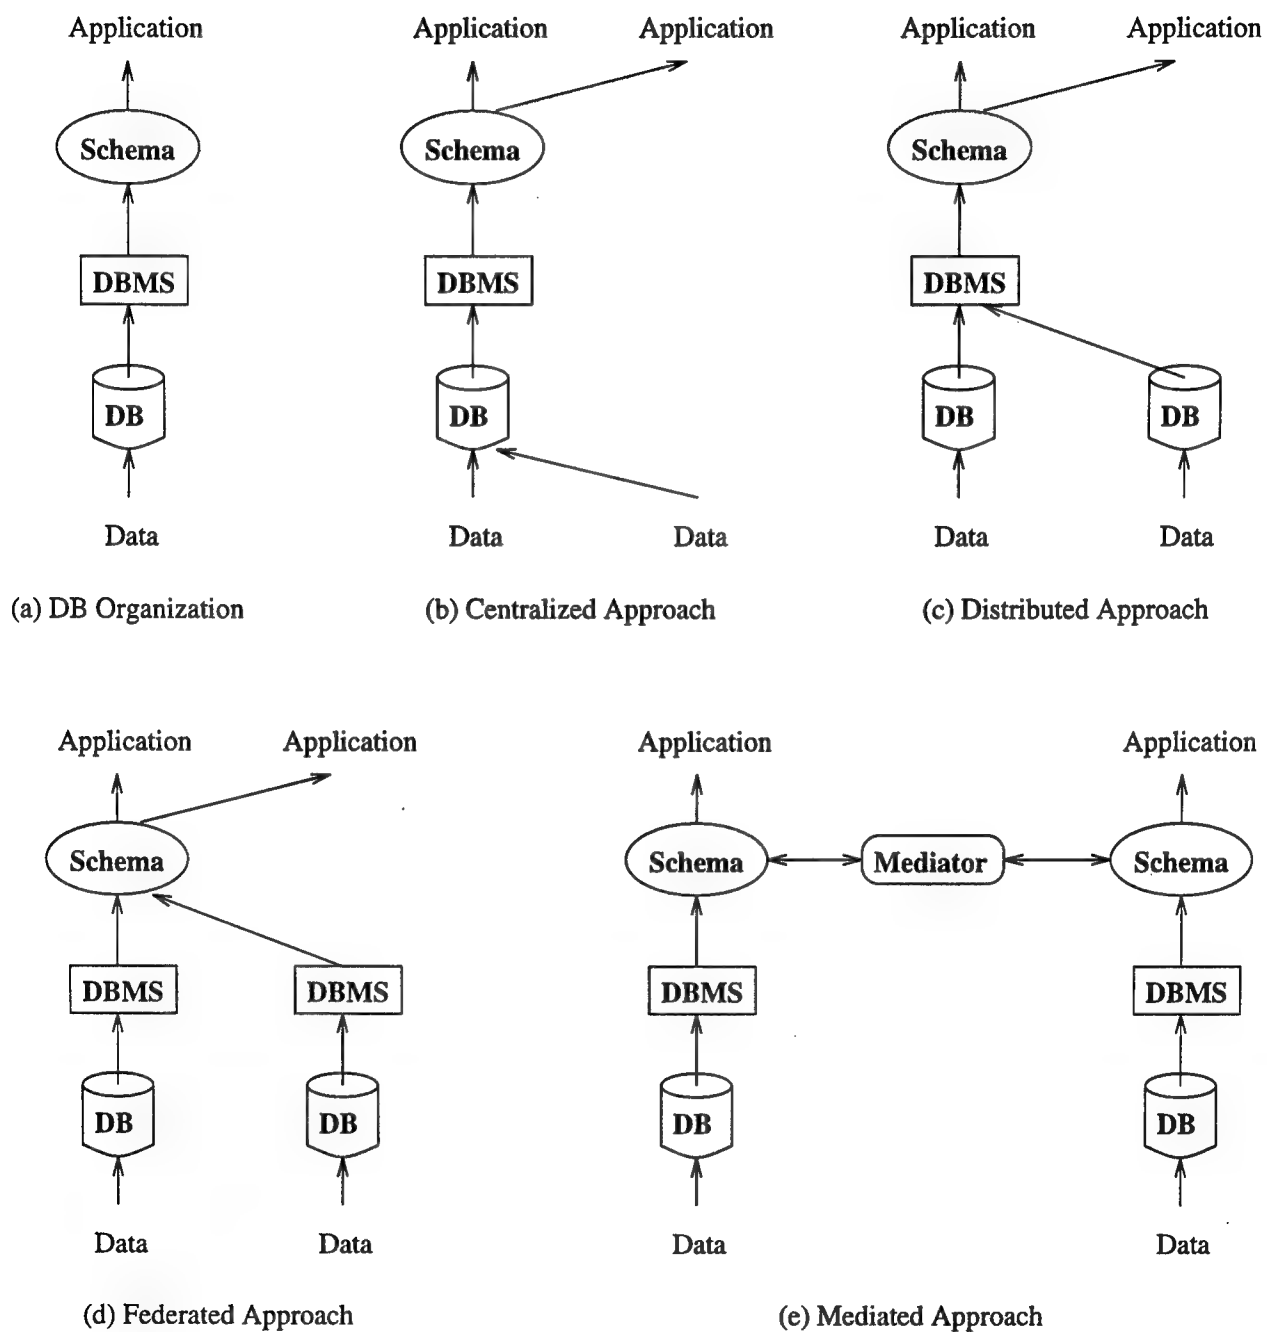 Application
Application
Application
Application
Application
Schema
Schema
Schema
DBMS
DBMS
DBMS
DB
DB
DB
DB
Data
Data
Data
Data
Data
(a) DB Organization
(b) Centralized Approach
(c) Distributed Approach
Application
Application
Application
Application
Schema
Schema
Mediator
Schema
DBMS
DBMS
DBMS
DBMS
DB
DB
DB
DB
Data
Data
Data
Data
(d) Federated Approach
(e) Mediated Approach